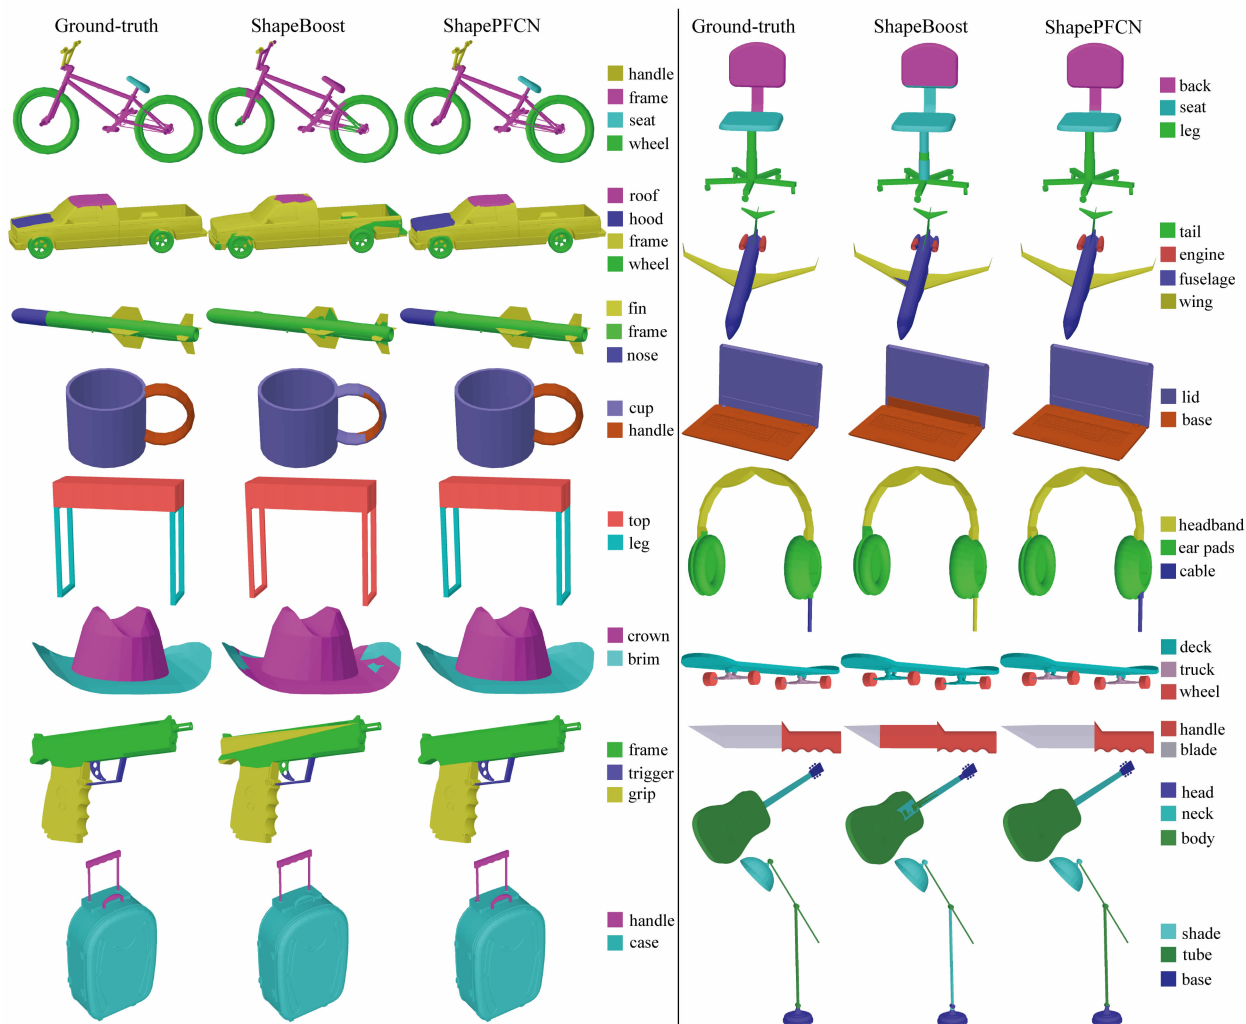 Ground-truth
ShapeBoost
ShapePFCN
handle
frame
seat
wheel
roof
hood
frame
wheel
fin
frame
nose
cup
handle
top
leg
crown
brim
frame
trigger
grip
handle
case
Ground-truth
ShapeBoost
ShapePFCN
back
seat
leg
tail
engine
fuselage
wing
lid
base
headband
ear pads
cable
deck
truck
wheel
handle
blade
head
neck
body
shade
tube
base